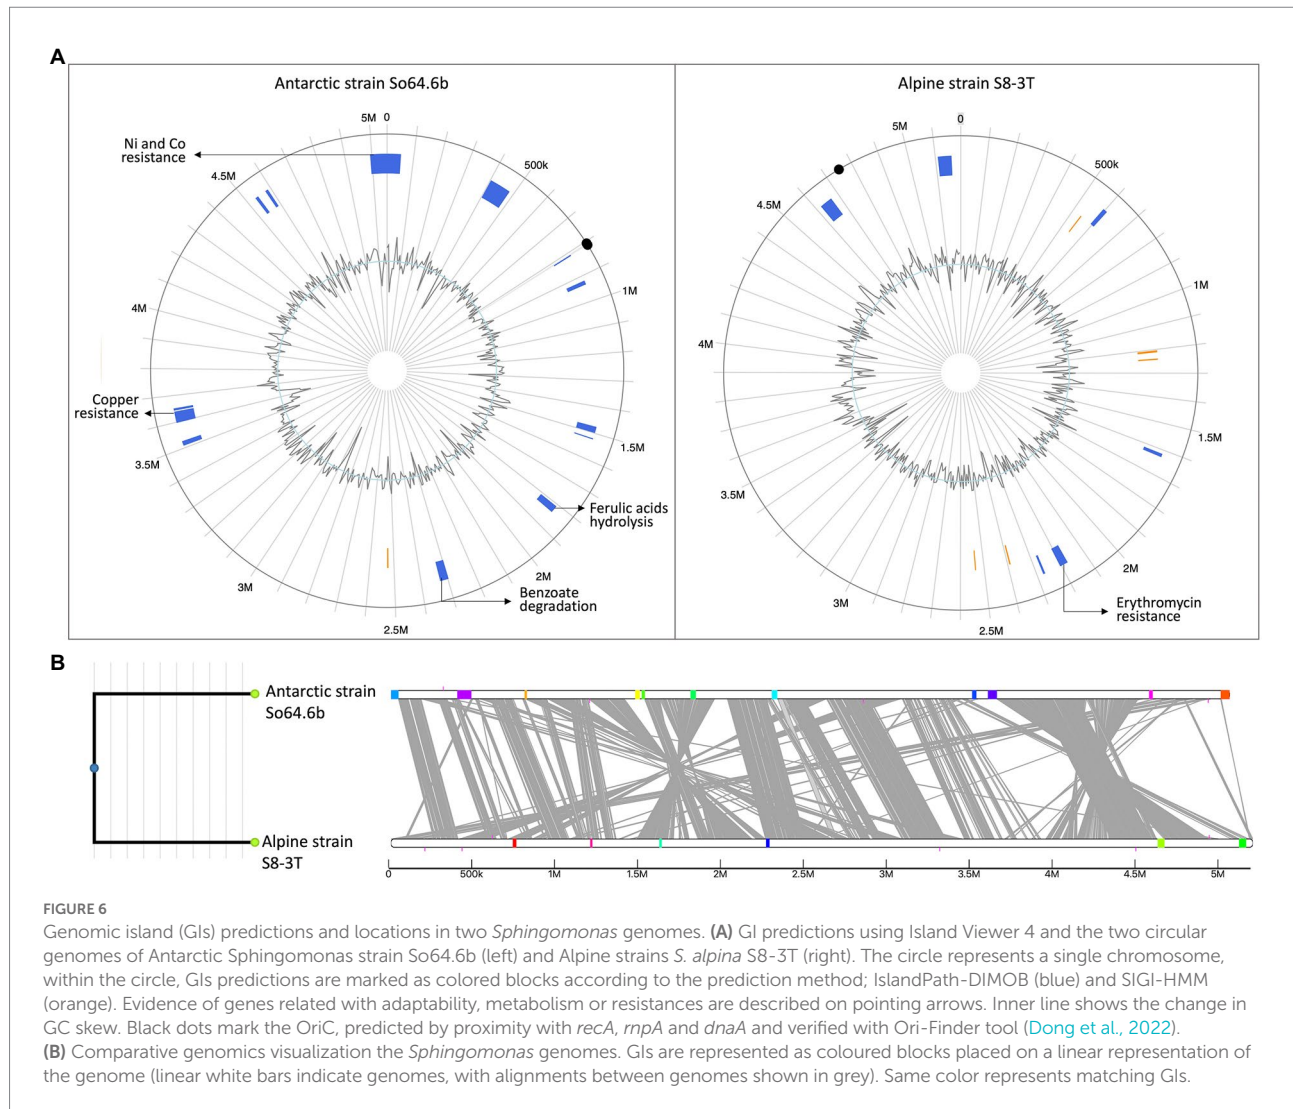 A
Antarctic strain So64.6b
5M
0
500k
1M
1.5M
2M
2.5M
3M
3.5M
4M
4.5M
Ni and Co
resistance
Copper
resistance
Ferulic acids
hydrolysis
Benzoate
degradation
Alpine strain S8-3T
0
500k
1M
1.5M
2M
2.5M
3M
3.5M
4M
4.5M
5M
Erythromycin
resistance
B
Antarctic strain
So64.6b
Alpine strain
S8-3T
0 500k 1M 1.5M 2M 2.5M 3M 3.5M 4M 4.5M 5M
FIGURE 6
Genomic island (GIs) predictions and locations in two Sphingomonas genomes. (A) GI predictions using Island Viewer 4 and the two circular
genomes of Antarctic Sphingomonas strain So64.6b (left) and Alpine strains S. alpina S8-3T (right). The circle represents a single chromosome,
within the circle, GIs predictions are marked as colored blocks according to the prediction method; IslandPath-DIMOB (blue) and SIGI-HMM
(orange). Evidence of genes related with adaptability, metabolism or resistances are described on pointing arrows. Inner line shows the change in
GC skew. Black dots mark the OriC, predicted by proximity with recA, rnpA and dnaA and verified with Ori-Finder tool (Dong et al., 2022).
(B) Comparative genomics visualization the Sphingomonas genomes. GIs are represented as coloured blocks placed on a linear representation of
the genome (linear white bars indicate genomes, with alignments between genomes shown in grey). Same color represents matching GIs.